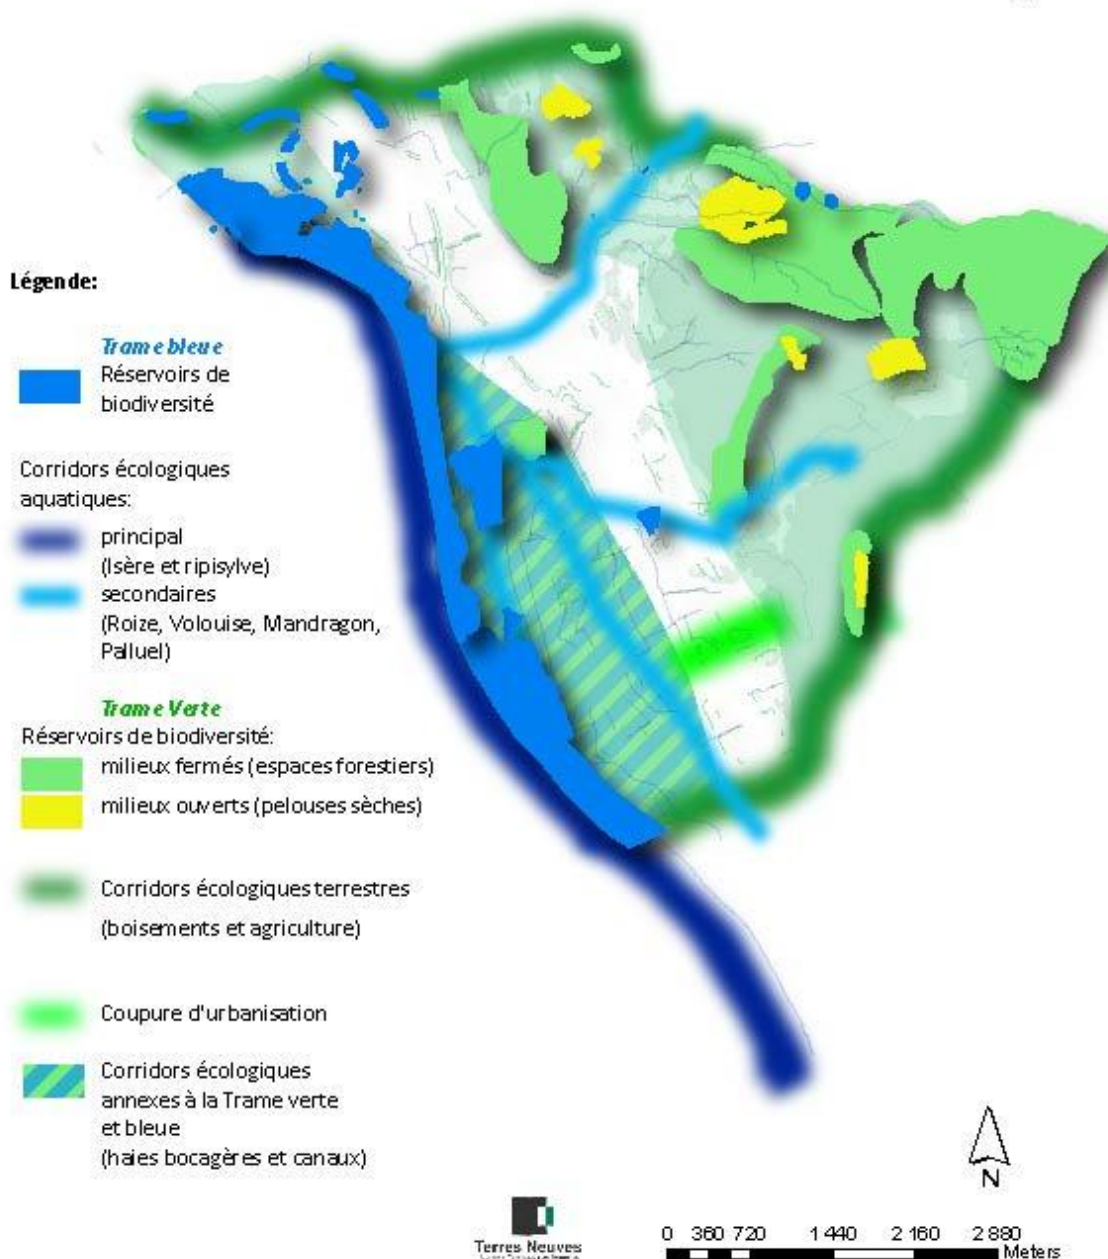 Légende:
Trame bleue
Réservoirs de
biodiversité
Corridors écologiques
aquatiques:
principal
(Isère et ripisylve)
secondaires
(Roize, Volouise, Mandragon,
Palluel)
Trame Verte
Réservoirs de biodiversité:
milieux fermés (espaces forestiers)
milieux ouverts (pelouses sèches)
Corridors écologiques terrestres
(boisements et agriculture)
Coupure d'urbanisation
Corridors écologiques
annexes à la Trame verte
et bleue
(haies bocagères et canaux)
N
Terres Neuves
0 360 720 1 440 2 160 2 880
Meters